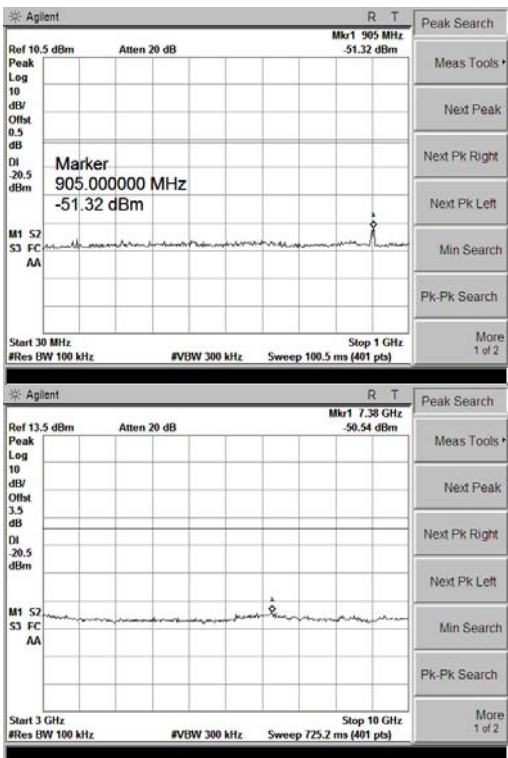 Agilent R T
Peak Search
Mkr1 905 MHz
Ref 10.5 dBm Atten 20 dB -51.32 dBm
Peak
Log
10
dB/
Offst
0.5
dB
DI
-20.5
dBm
Marker
905.000000 MHz
-51.32 dBm
1
M1 S2
S3 FC
AA
Start 30 MHz Stop 1 GHz
#Res BW 100 kHz #VBW 300 kHz Sweep 100.5 ms (401 pts)
Meas Tools
Next Peak
Next Pk Right
Next Pk Left
Min Search
Pk-Pk Search
More
1 of 2
Agilent R T
Peak Search
Mkr1 7.38 GHz
Ref 13.5 dBm Atten 20 dB -50.54 dBm
Peak
Log
10
dB/
Offst
3.5
dB
DI
-20.5
dBm
1
M1 S2
S3 FC
AA
Start 3 GHz Stop 10 GHz
#Res BW 100 kHz #VBW 300 kHz Sweep 725.2 ms (401 pts)
Meas Tools
Next Peak
Next Pk Right
Next Pk Left
Min Search
Pk-Pk Search
More
1 of 2